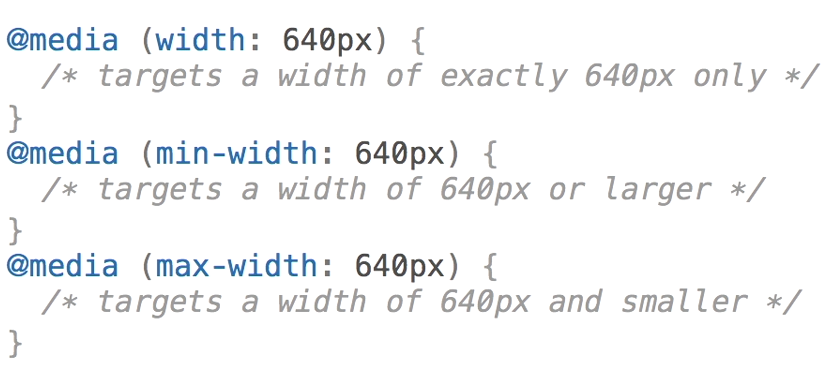 @media (width: 640px) {
/* targets a width of exactly 640px only */
}
@media (min-width: 640px) {
/* targets a width of 640px or larger */
}
@media (max-width: 640px) {
/* targets a width of 640px and smaller */
}